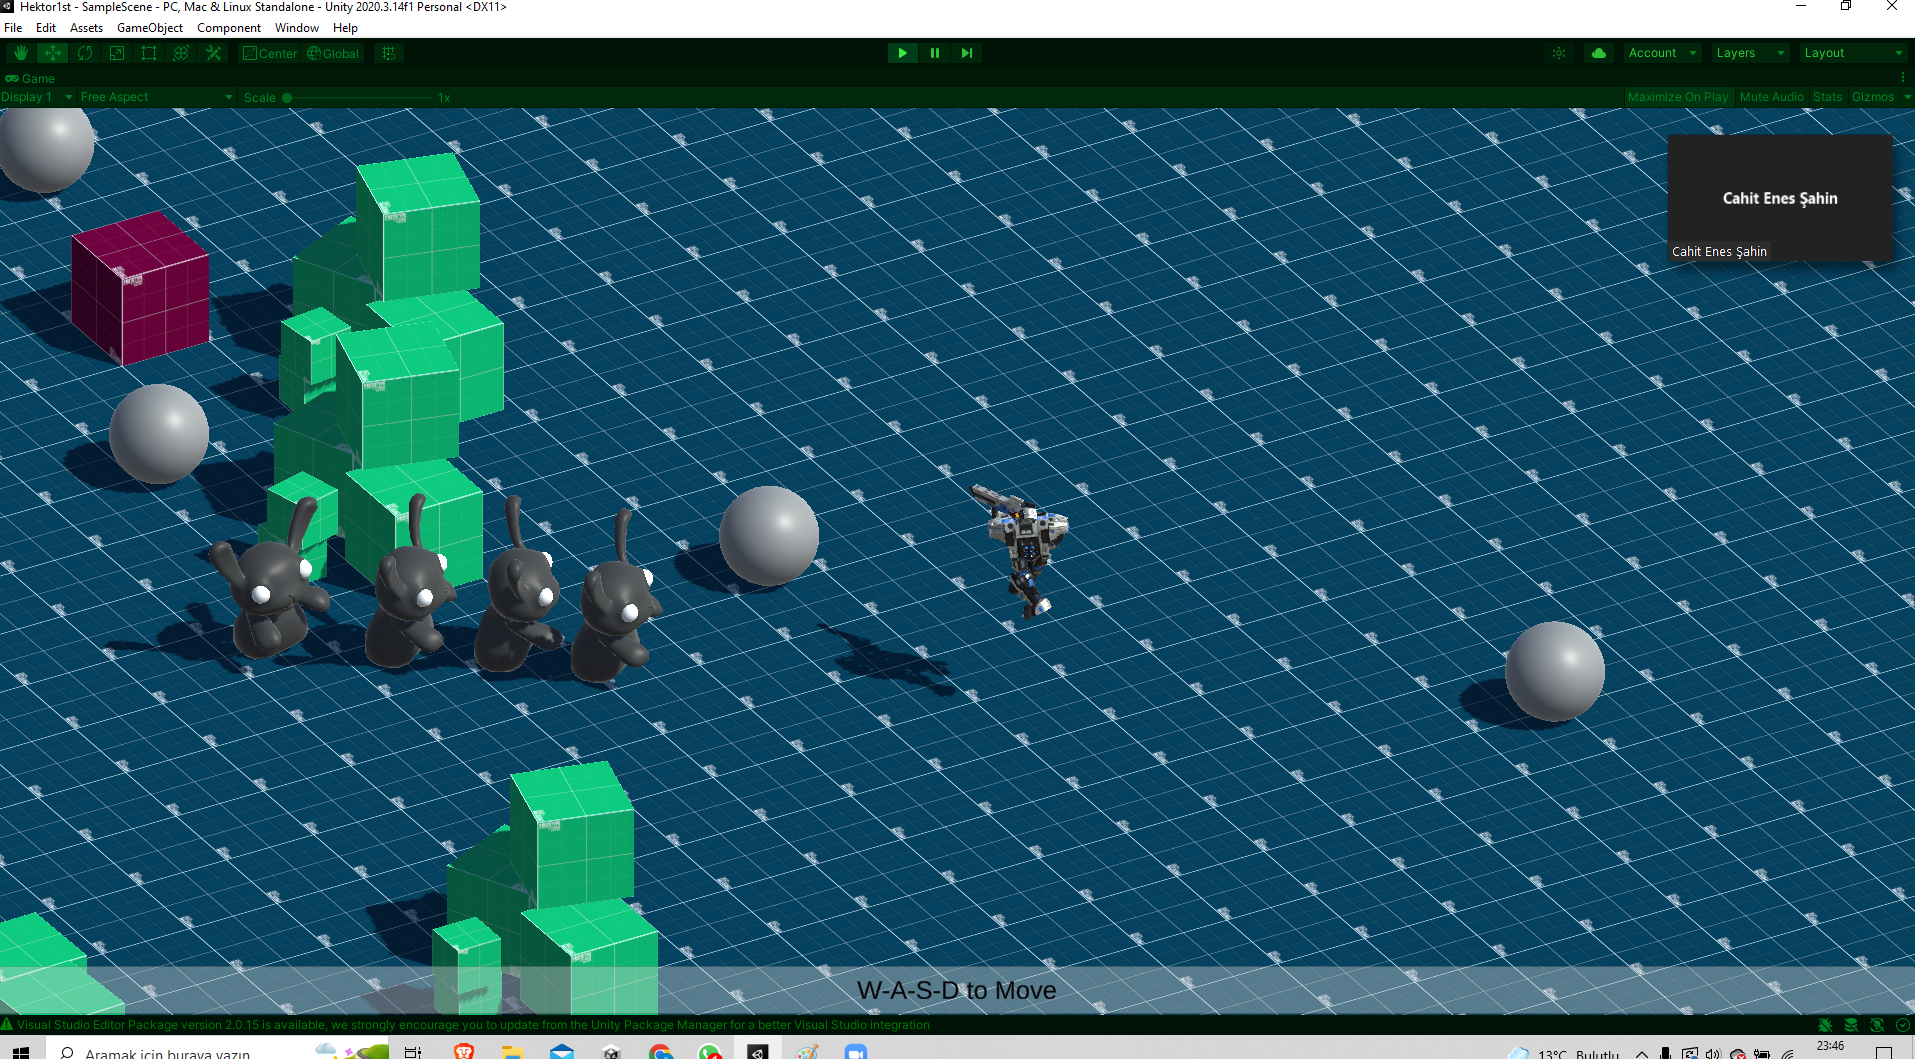 Hektor1st - SampleScene - PC, Mac & Linux Standalone - Unity 2020.3.14f1 Personal <DX11>
File Edit Assets GameObject Component Window Help
Center Global Account Layers Layout
Game
Display 1 Free Aspect Scale 1x Maximize On Play Mute Audio Stats Gizmos
Cahit Enes Şahin
Cahit Enes Şahin
W-A-S-D to Move
Visual Studio Editor Package version 2.0.15 is available, we strongly encourage you to update from the Unity Package Manager for a better Visual Studio integration
Aramak için buraya yazın 13°C Bulutlu 23:46